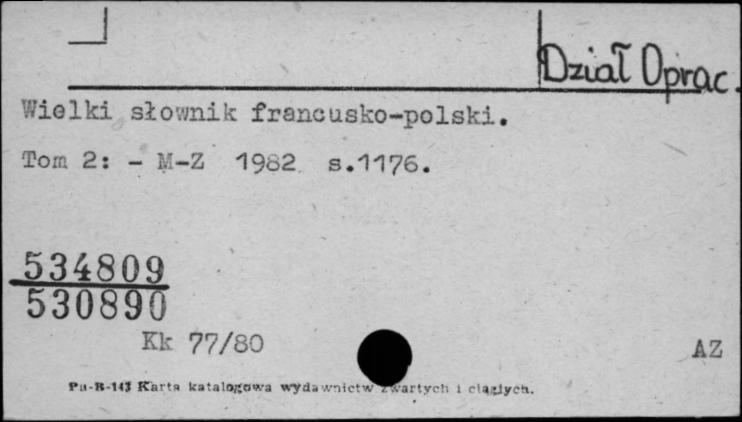 Dział Oprac.
Wielki słownik francusko-polski.
Tom 2: - M-Z 1982 s.1176.
534809
530890
Kk 77/80
AZ
Pu-B-143 Karta katalogowa wydawnictw zwartych i ciągłych.